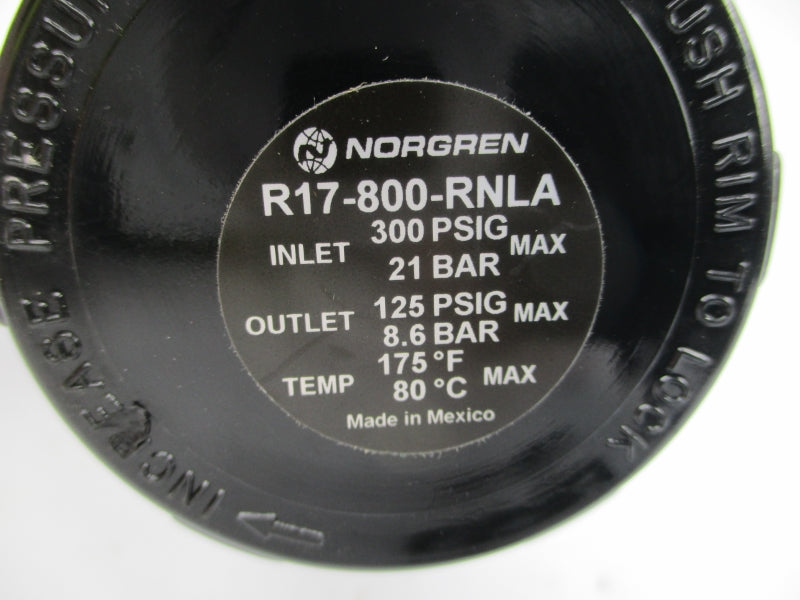 NORGREN
R17-800-RNLA
INLET 300 PSIG MAX
21 BAR
OUTLET 125 PSIG MAX
8.6 BAR
TEMP 175 °F MAX
80 °C
Made in Mexico
INCREASE PRESSU
USH RIM TO LOCK